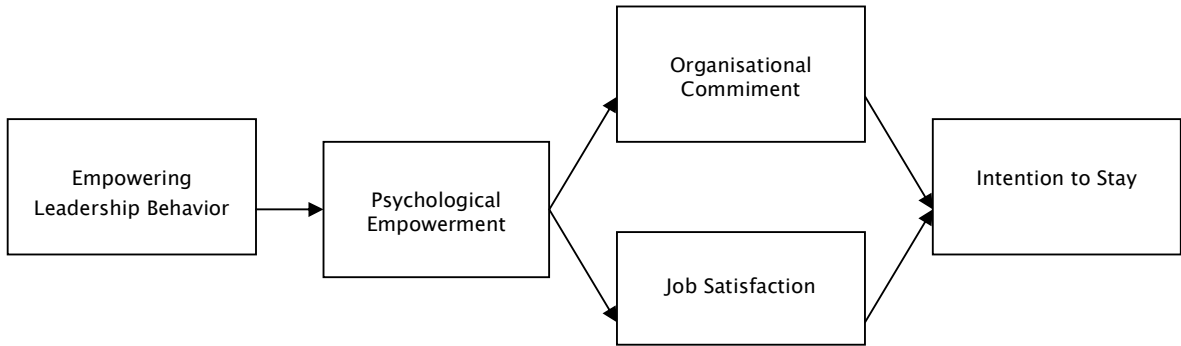 Empowering
Leadership Behavior
Psychological
Empowerment
Organisational
Commiment
Job Satisfaction
Intention to Stay